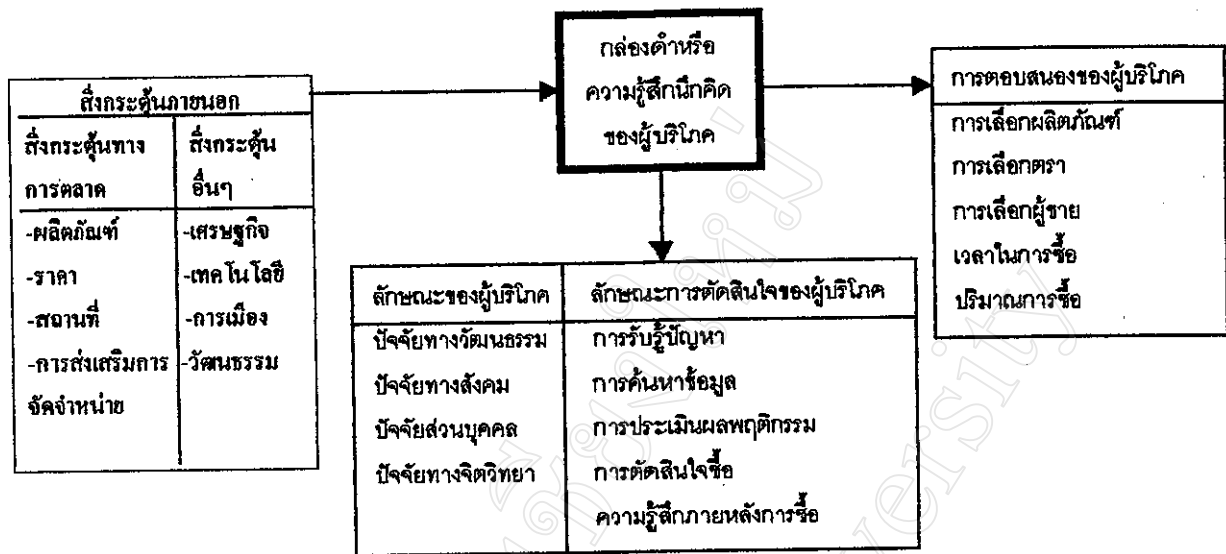 สิ่งกระตุ้นภายนอก
สิ่งกระตุ้นทาง
การตลาด
สิ่งกระตุ้น
อื่นๆ
-ผลิตภัณฑ์
-ราคา
-สถานที่
-การส่งเสริมการ
จัดจำหน่าย
-เศรษฐกิจ
-เทคโนโลยี
-การเมือง
-วัฒนธรรม
กล่องดำหรือ
ความรู้สึกนึกคิด
ของผู้บริโภค
ลักษณะของผู้บริโภค
ปัจจัยทางวัฒนธรรม
ปัจจัยทางสังคม
ปัจจัยส่วนบุคคล
ปัจจัยทางจิตวิทยา
ลักษณะการตัดสินใจของผู้บริโภค
การรับรู้ปัญหา
การค้นหาข้อมูล
การประเมินผลพฤติกรรม
การตัดสินใจซื้อ
ความรู้สึกภายหลังการซื้อ
การตอบสนองของผู้บริโภค
การเลือกผลิตภัณฑ์
การเลือกตรา
การเลือกผู้ขาย
เวลาในการซื้อ
ปริมาณการซื้อ